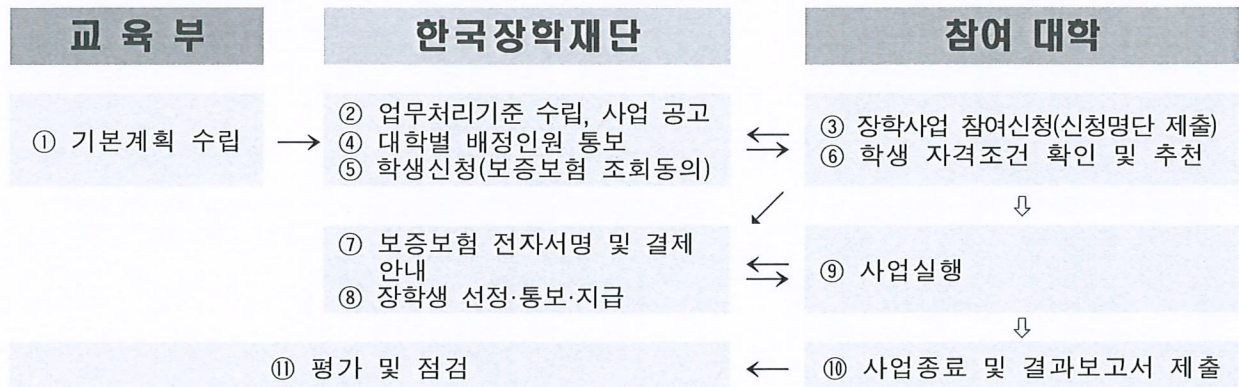 교 육 부
한국장학재단
참여 대학
① 기본계획 수립
② 업무처리기준 수립, 사업 공고
④ 대학별 배정인원 통보
⑤ 학생신청(보증보험 조회동의)
③ 장학사업 참여신청(신청명단 제출)
⑥ 학생 자격조건 확인 및 추천
⑦ 보증보험 전자서명 및 결제
안내
⑧ 장학생 선정·통보·지급
⑨ 사업실행
⑪ 평가 및 점검
⑩ 사업종료 및 결과보고서 제출